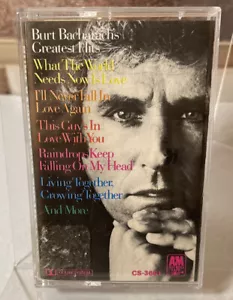 Burt Bacharach's
Greatest Hits
What The World
Needs Now Is Love
I'll Never Fall In
Love Again
This Guy's In
Love With You
Raindrops Keep
Falling On My Head
Living Together,
Growing Together
And More
A&M